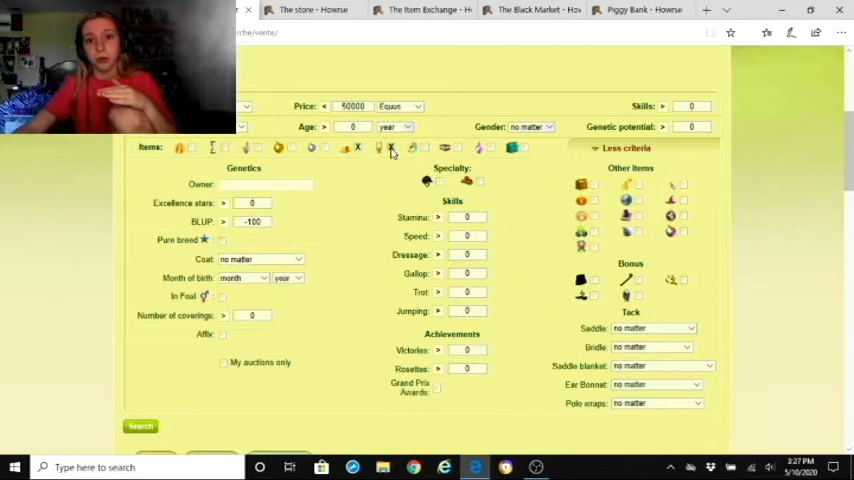 The store - Howrse
The Item Exchange - H
The Black Market - How
Piggy Bank - Howrse
rche/vente/
Price: < 50000 Equus
Skills: > 0
Age: > 0 year
Gender: no matter
Genetic potential: > 0
Items: X X
Less criteria
Genetics
Specialty:
Other items
Owner:
Excellence stars: > 0
Skills
BLUP: > -100
Stamina: > 0
Pure breed
Speed: > 0
Coat: no matter
Dressage: > 0
Bonus
Month of birth: month year
Gallop: > 0
In Foal
Trot: > 0
Number of coverings: > 0
Jumping: > 0
Tack
Affix:
Saddle: no matter
Achievements
Bridle: no matter
Victories: > 0
My auctions only
Saddle blanket: no matter
Rosettes: > 0
Ear Bonnet: no matter
Grand Prix
Awards:
Polo wraps: no matter
Search
Type here to search
3:27 PM
5/10/2020